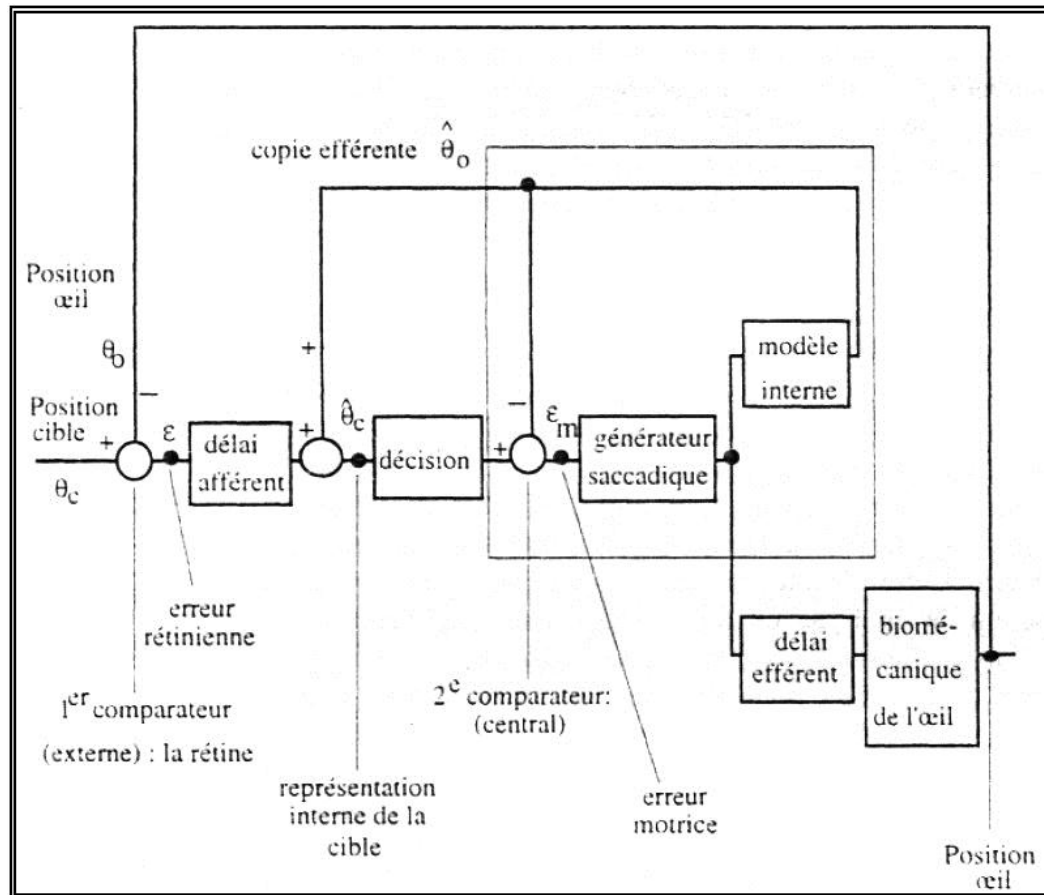 copie efférente θ̂o
Position
œil
θo
+
modèle
interne
−
Position
cible
+
ε
délai
afférent
+
θ̂c
décision
−
+
εm
générateur
saccadique
θc
erreur
rétinienne
délai
efférent
biomé-
canique
de l'œil
1er comparateur
(externe) : la rétine
2e comparateur:
(central)
représentation
interne de la
cible
erreur
motrice
Position
œil